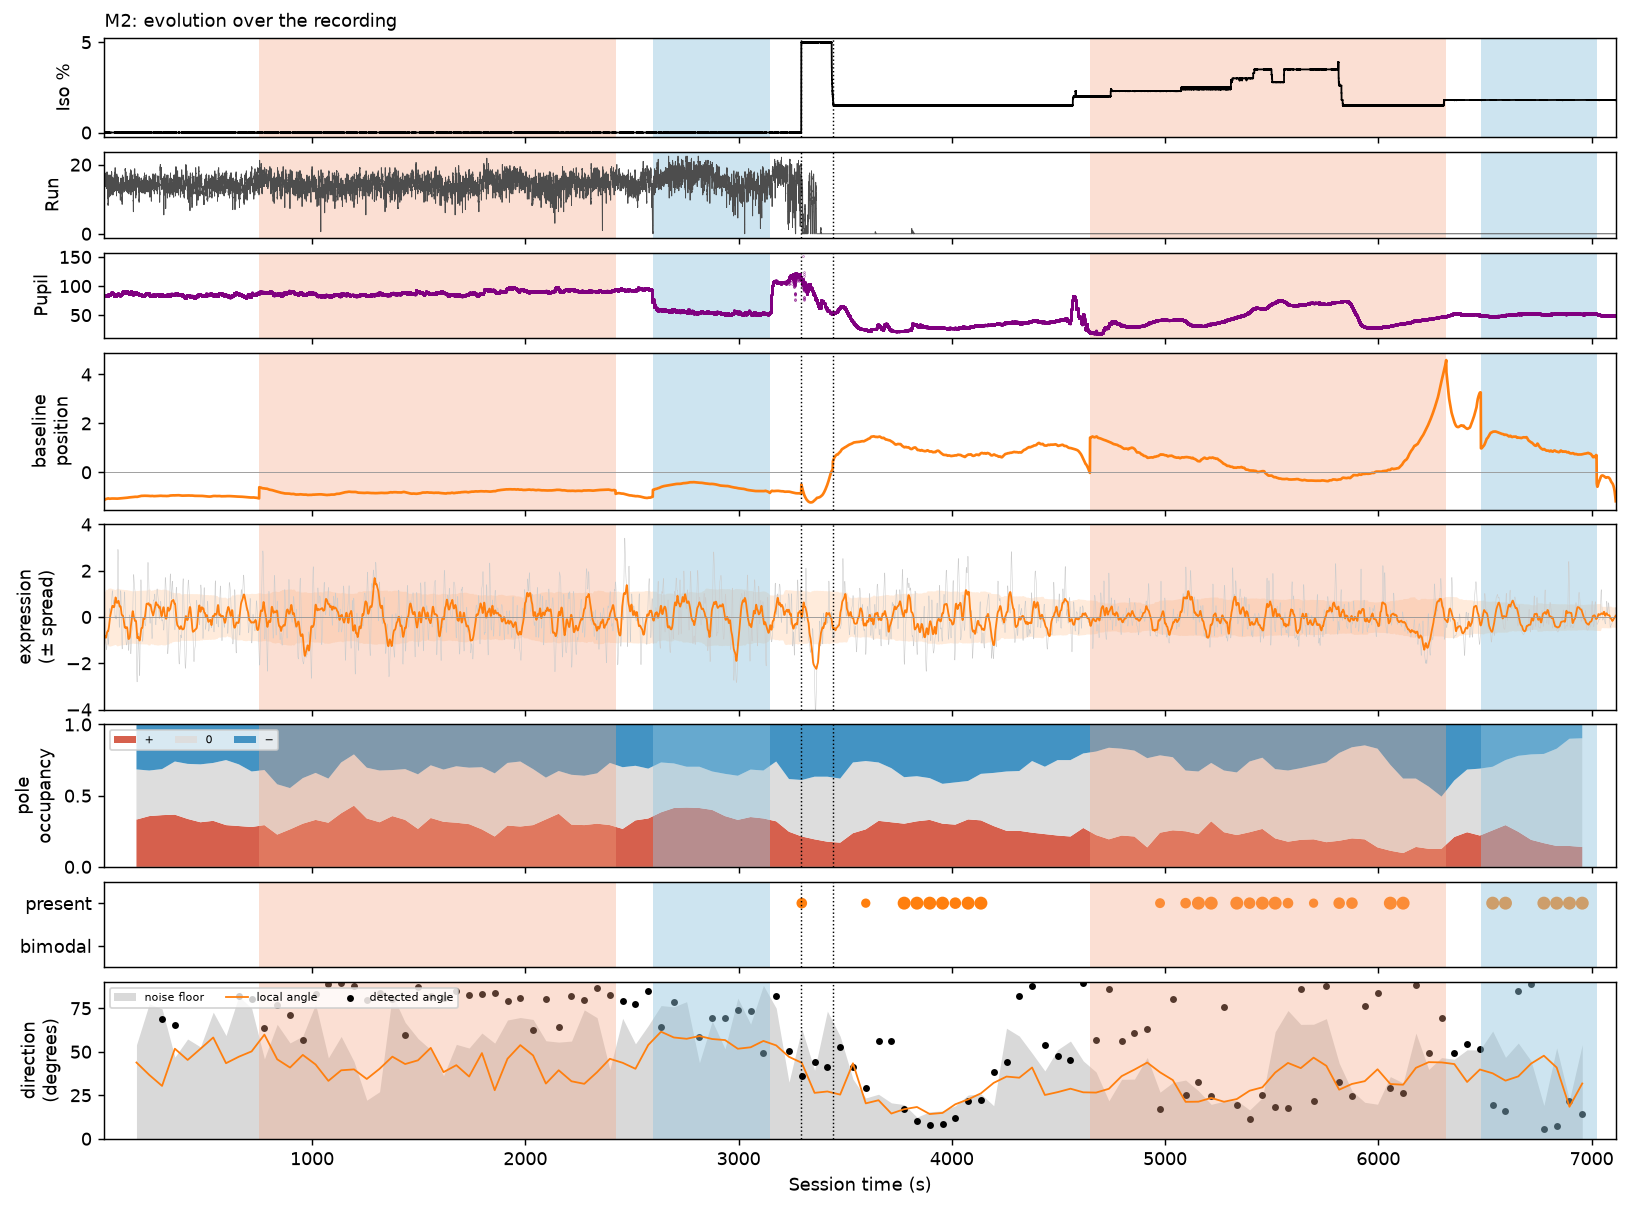 M2: evolution over the recording
Iso %
5
0
Run
20
0
Pupil
150
100
50
baseline
position
4
2
0
expression
(± spread)
4
2
0
−2
−4
pole
occupancy
1.0
0.5
0.0
+ 0 −
present
bimodal
direction
(degrees)
75
50
25
0
noise floor local angle detected angle
1000 2000 3000 4000 5000 6000 7000
Session time (s)